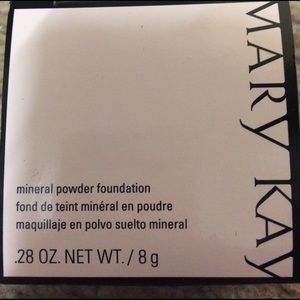 MARY KAY
mineral powder foundation
fond de teint minéral en poudre
maquillaje en polvo suelto mineral
.28 OZ. NET WT. / 8 g